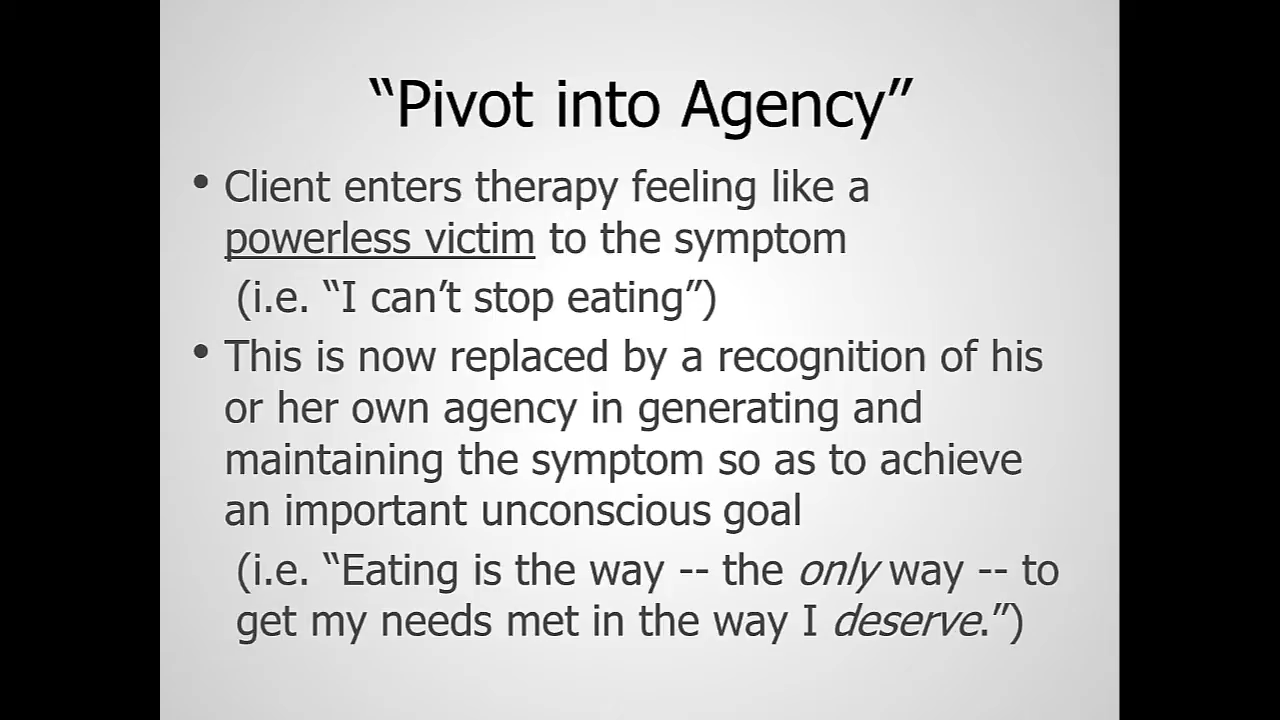 “Pivot into Agency”
• Client enters therapy feeling like a
powerless victim to the symptom
(i.e. “I can’t stop eating”)
• This is now replaced by a recognition of his
or her own agency in generating and
maintaining the symptom so as to achieve
an important unconscious goal
(i.e. “Eating is the way -- the only way -- to
get my needs met in the way I deserve.”)